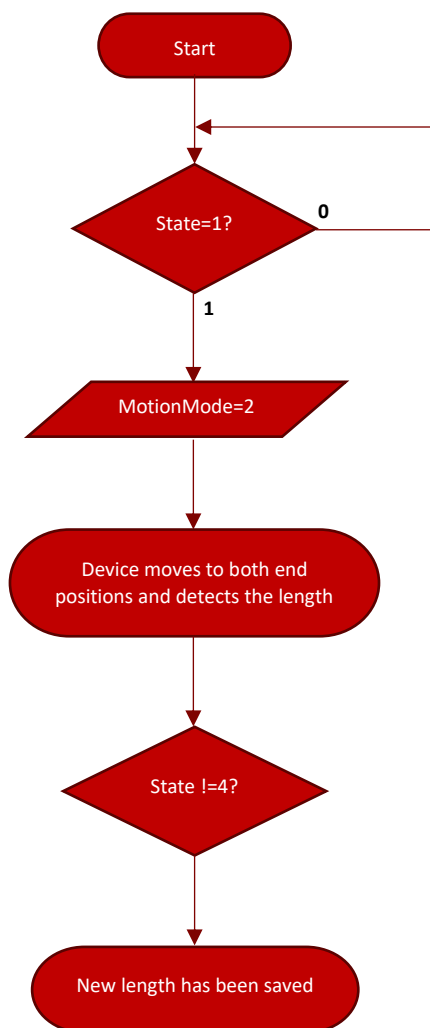 Start
State=1?
0
1
MotionMode=2
Device moves to both end
positions and detects the length
State !=4?
New length has been saved